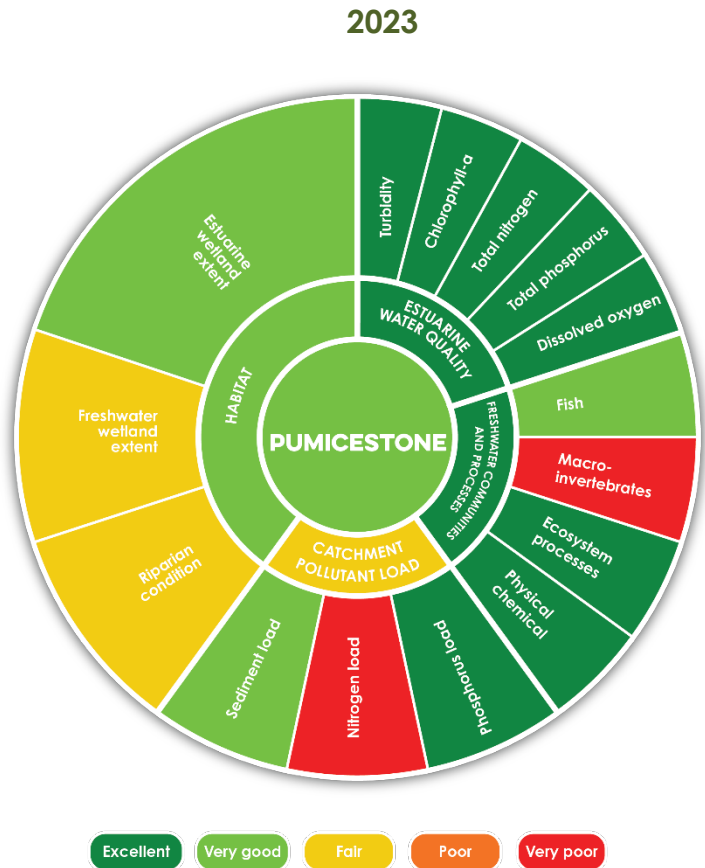 2023
Turbidity
Chlorophyll-a
Total nitrogen
Total phosphorus
Dissolved oxygen
Fish
Macro-
invertebrates
Ecosystem
processes
Physical
chemical
Phosphorus load
Nitrogen load
Sediment load
Riparian
condition
Freshwater
wetland
extent
Estuarine
wetland
extent
ESTUARINE
WATER QUALITY
FRESHWATER COMMUNITIES
AND PROCESSES
CATCHMENT
POLLUTANT LOAD
HABITAT
PUMICESTONE
Excellent
Very good
Fair
Poor
Very poor